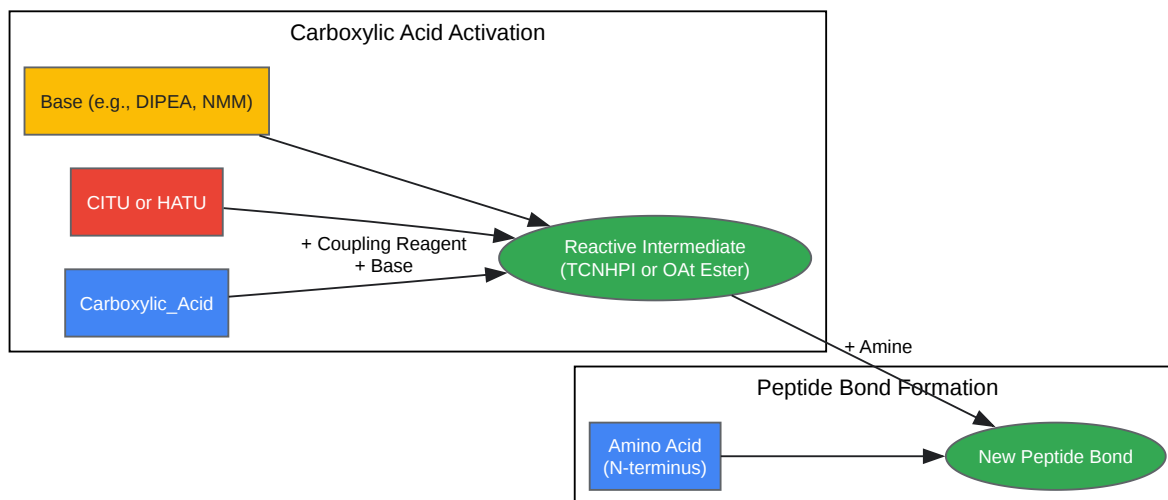 Carboxylic Acid Activation
Base (e.g., DIPEA, NMM)
CITU or HATU
+ Coupling Reagent
+ Base
Carboxylic_Acid
Reactive Intermediate
(TCNHPI or OAt Ester)
+ Amine
Peptide Bond Formation
Amino Acid
(N-terminus)
New Peptide Bond